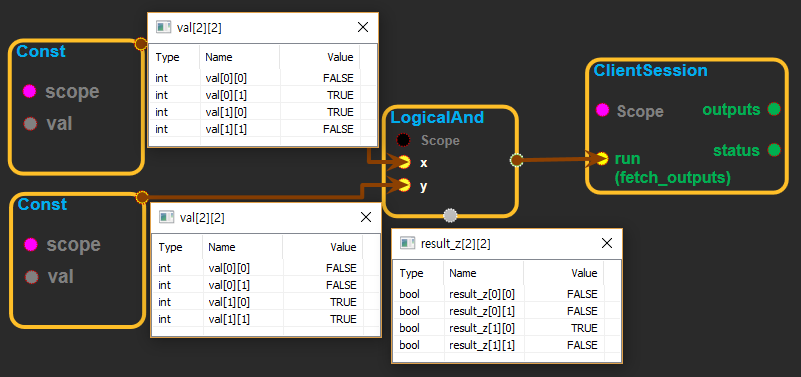 Const
scope
val
val[2][2]
Type Name Value
int val[0][0] FALSE
int val[0][1] TRUE
int val[1][0] TRUE
int val[1][1] FALSE
LogicalAnd
Scope
x
y
ClientSession
Scope
outputs
status
run
(fetch_outputs)
Const
scope
val
val[2][2]
Type Name Value
int val[0][0] FALSE
int val[0][1] FALSE
int val[1][0] TRUE
int val[1][1] TRUE
result_z[2][2]
Type Name Value
bool result_z[0][0] FALSE
bool result_z[0][1] FALSE
bool result_z[1][0] TRUE
bool result_z[1][1] FALSE